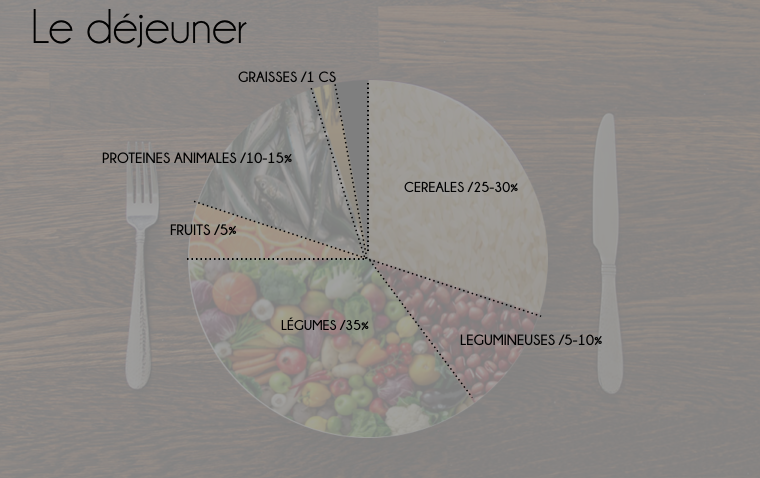 Le déjeuner
GRAISSES /1 CS
PROTEINES ANIMALES /10-15%
CEREALES /25-30%
FRUITS /5%
LÉGUMES /35%
LEGUMINEUSES /5-10%